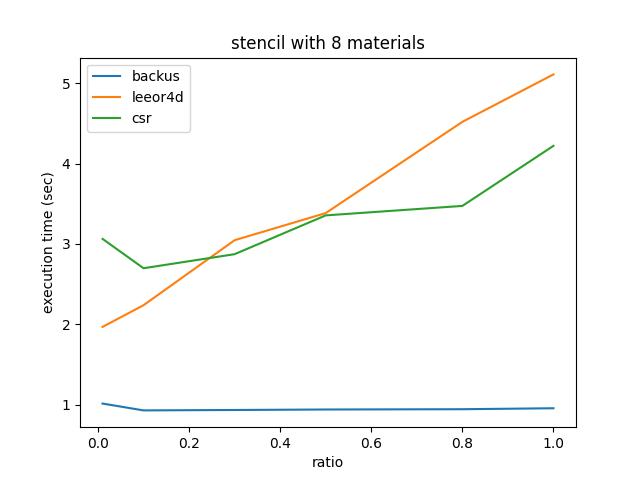 stencil with 8 materials
backus
leeor4d
csr
5
4
3
2
1
execution time (sec)
0.0 0.2 0.4 0.6 0.8 1.0
ratio